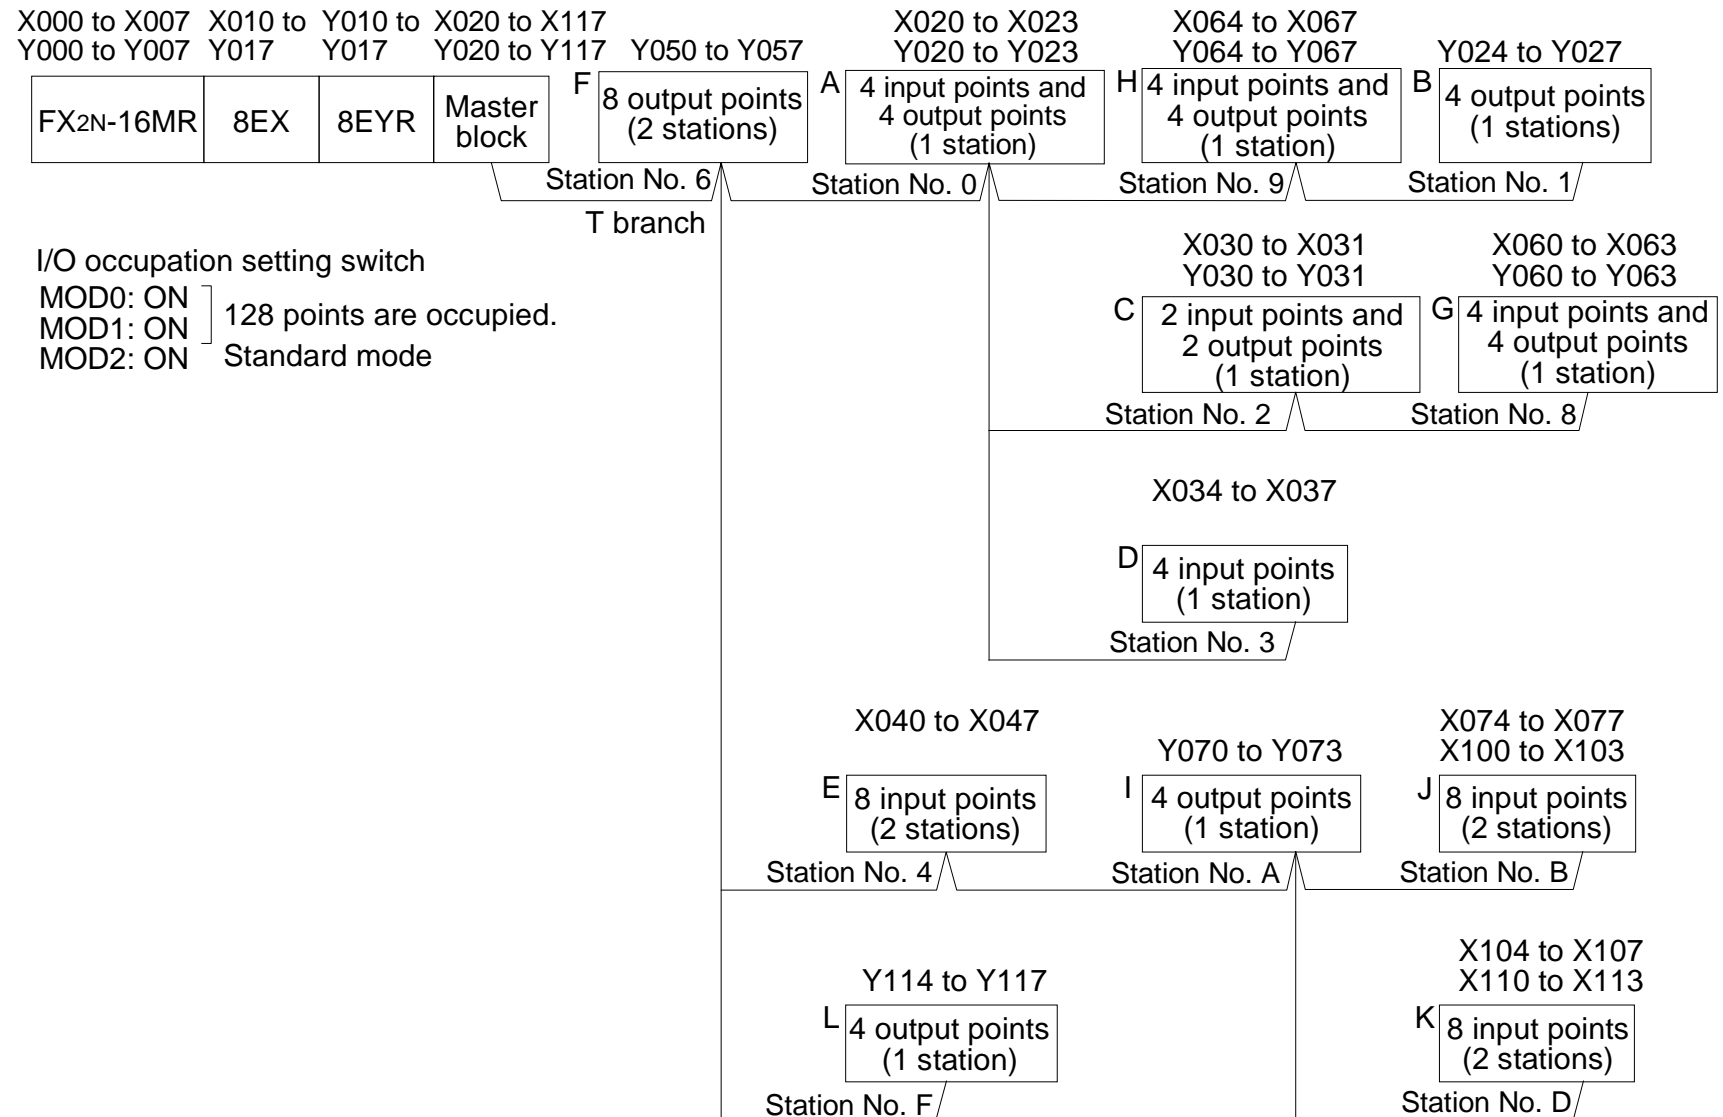 X000 to X007 X010 to Y010 to X020 to X117
Y000 to Y007 Y017 Y017 Y020 to Y117
FX2N-16MR 8EX 8EYR Master block
Y050 to Y057
F
8 output points
(2 stations)
Station No. 6
T branch
X020 to X023
Y020 to Y023
A
4 input points and
4 output points
(1 station)
Station No. 0
X064 to X067
Y064 to Y067
H
4 input points and
4 output points
(1 station)
Station No. 9
Y024 to Y027
B
4 output points
(1 stations)
Station No. 1
I/O occupation setting switch
MOD0: ON
MOD1: ON
128 points are occupied.
MOD2: ON Standard mode
X030 to X031
Y030 to Y031
C
2 input points and
2 output points
(1 station)
Station No. 2
X060 to X063
Y060 to Y063
G
4 input points and
4 output points
(1 station)
Station No. 8
X034 to X037
D
4 input points
(1 station)
Station No. 3
X040 to X047
E
8 input points
(2 stations)
Station No. 4
Y070 to Y073
I
4 output points
(1 station)
Station No. A
X074 to X077
X100 to X103
J
8 input points
(2 stations)
Station No. B
Y114 to Y117
L
4 output points
(1 station)
Station No. F
X104 to X107
X110 to X113
K
8 input points
(2 stations)
Station No. D